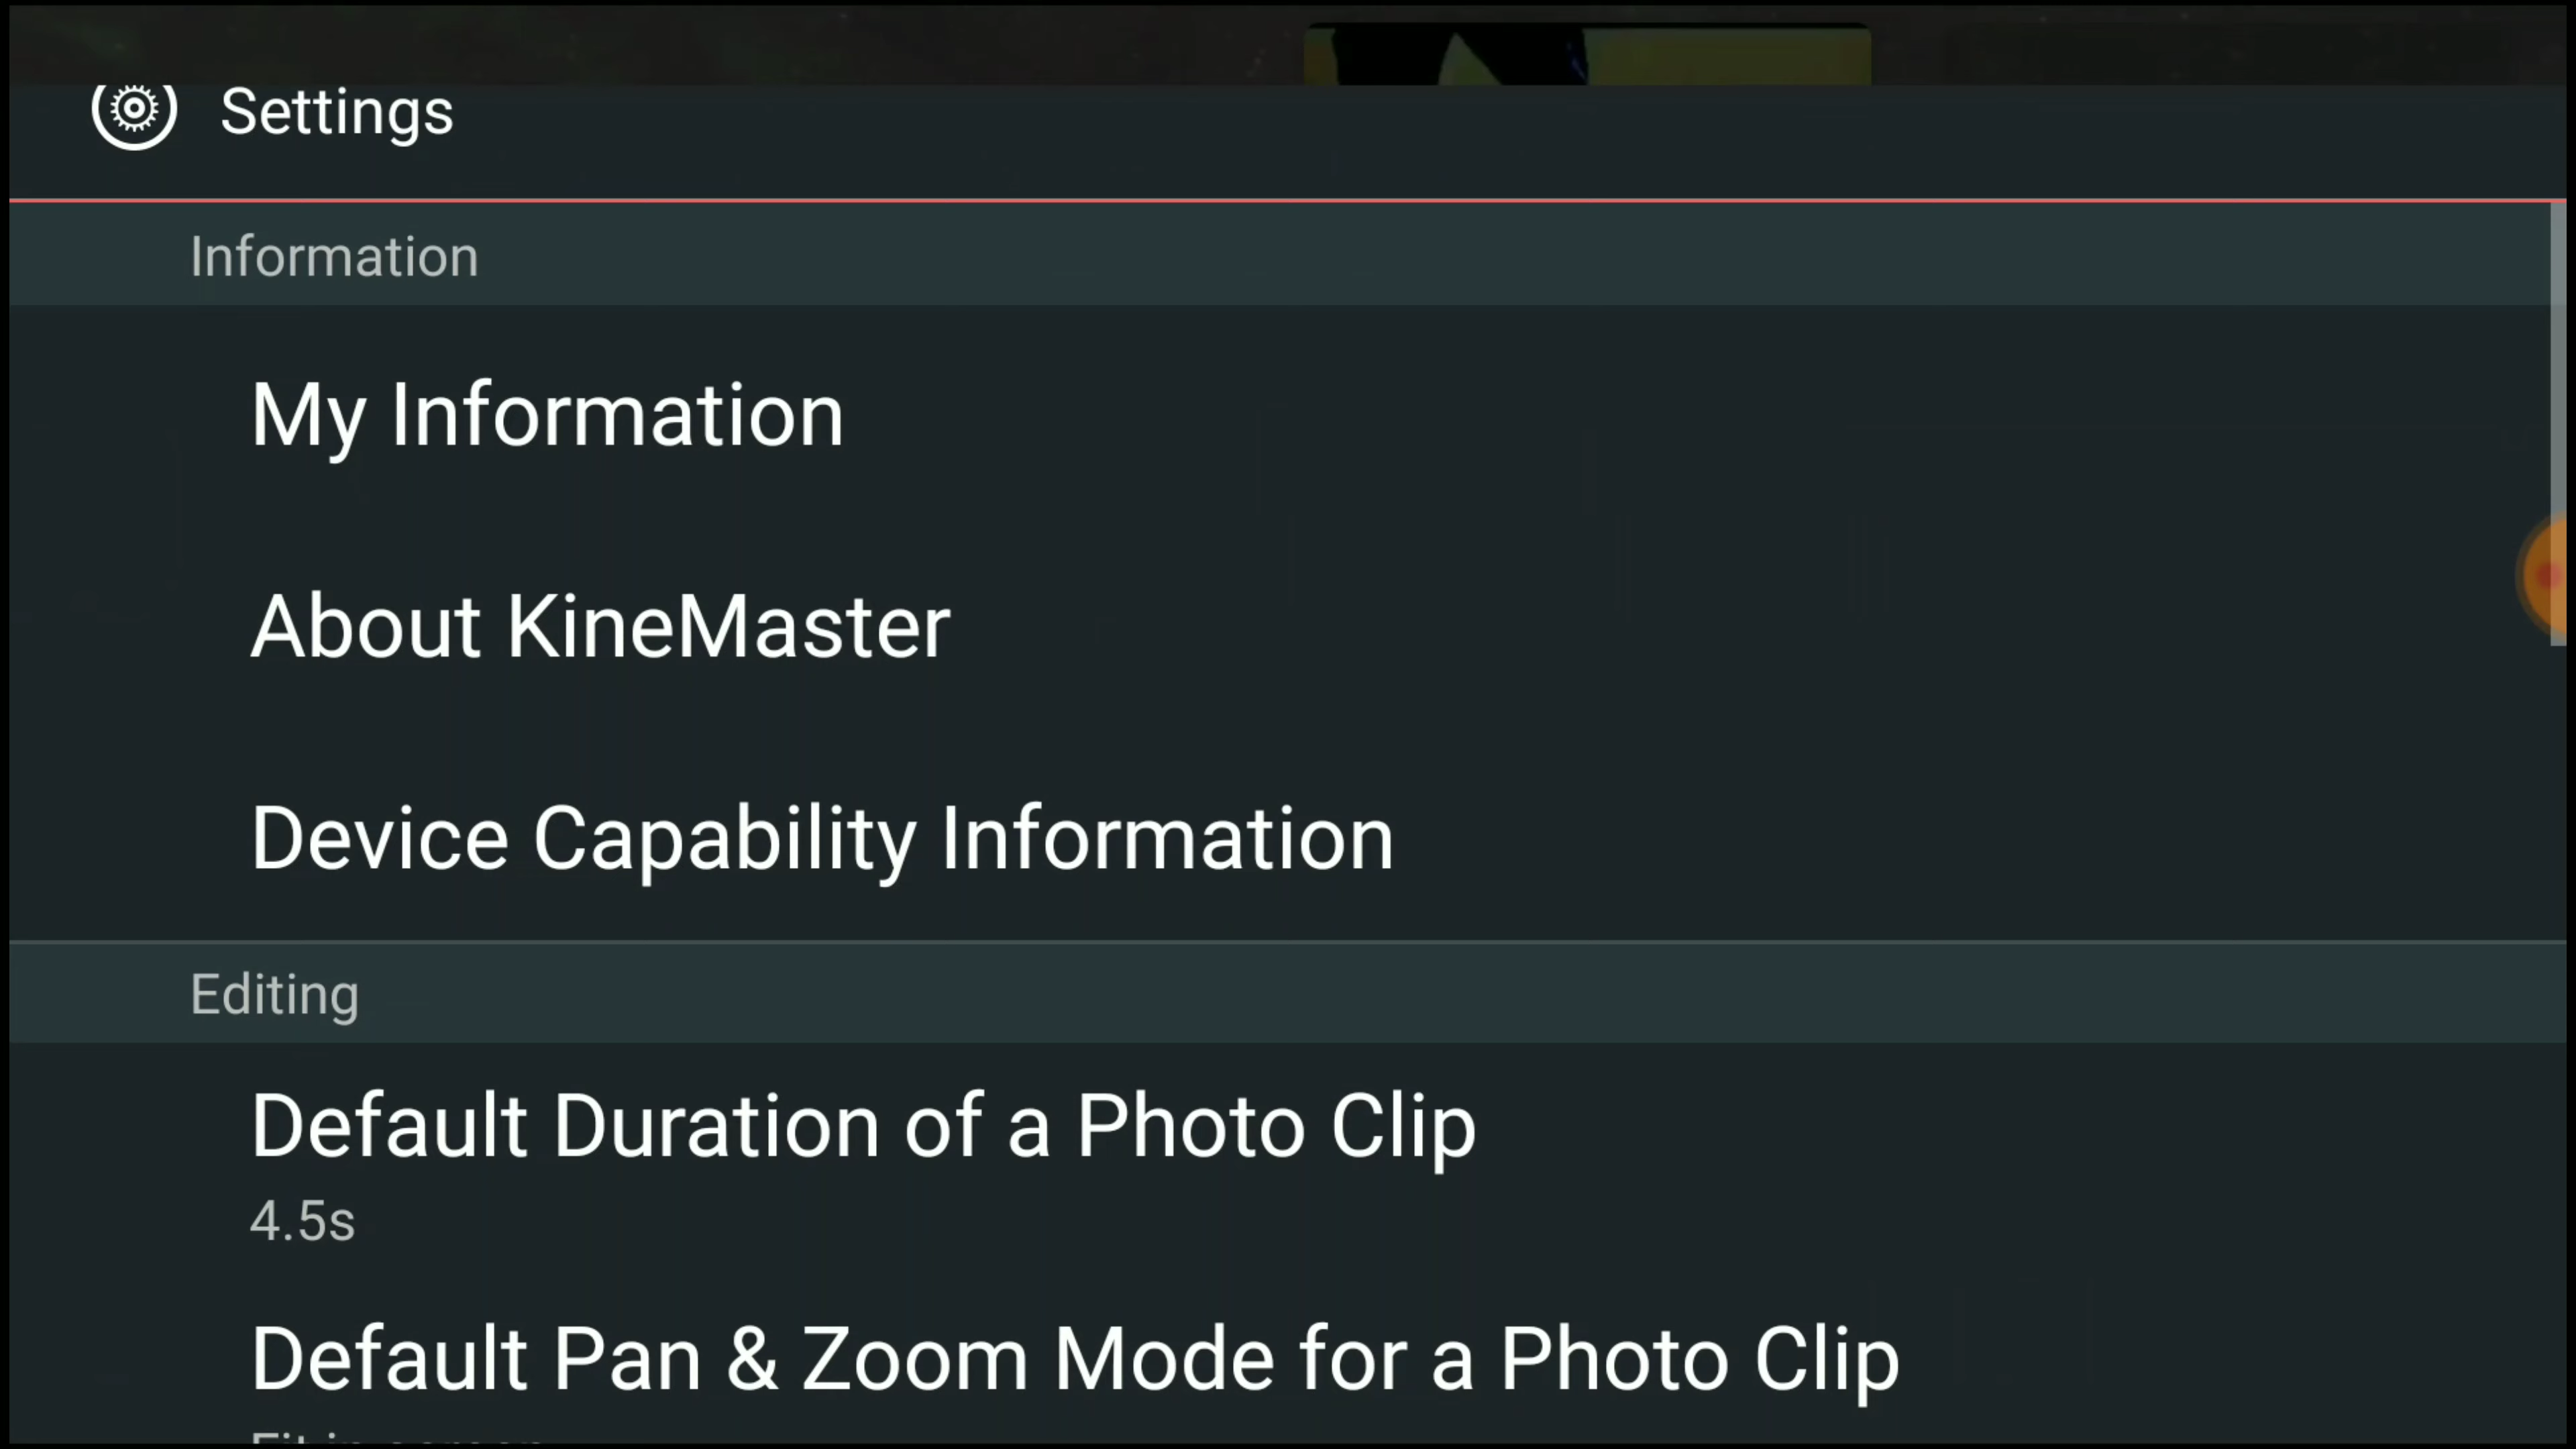 Settings
Information
My Information
About KineMaster
Device Capability Information
Editing
Default Duration of a Photo Clip
4.5s
Default Pan & Zoom Mode for a Photo Clip